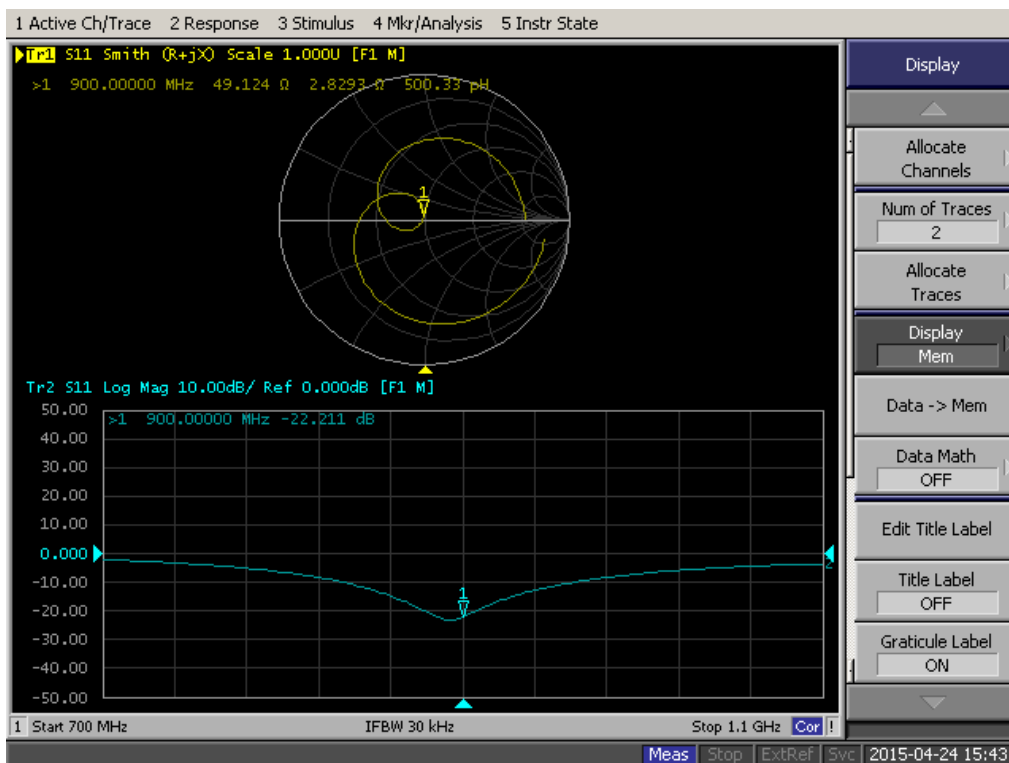 1 Active Ch/Trace 2 Response 3 Stimulus 4 Mkr/Analysis 5 Instr State
Tr1 S11 Smith (R+jX) Scale 1.000U [F1 M]
>1 900.00000 MHz 49.124 Ω 2.8293 Ω 500.33 pH
1
Tr2 S11 Log Mag 10.00dB/ Ref 0.000dB [F1 M]
>1 900.00000 MHz -22.211 dB
50.00
40.00
30.00
20.00
10.00
0.000
-10.00
-20.00
-30.00
-40.00
-50.00
1
2
1 Start 700 MHz IFBW 30 kHz Stop 1.1 GHz Cor !
Display
Allocate
Channels
Num of Traces
2
Allocate
Traces
Display
Mem
Data -> Mem
Data Math
OFF
Edit Title Label
Title Label
OFF
Graticule Label
ON
Meas Stop ExtRef Svc 2015-04-24 15:43